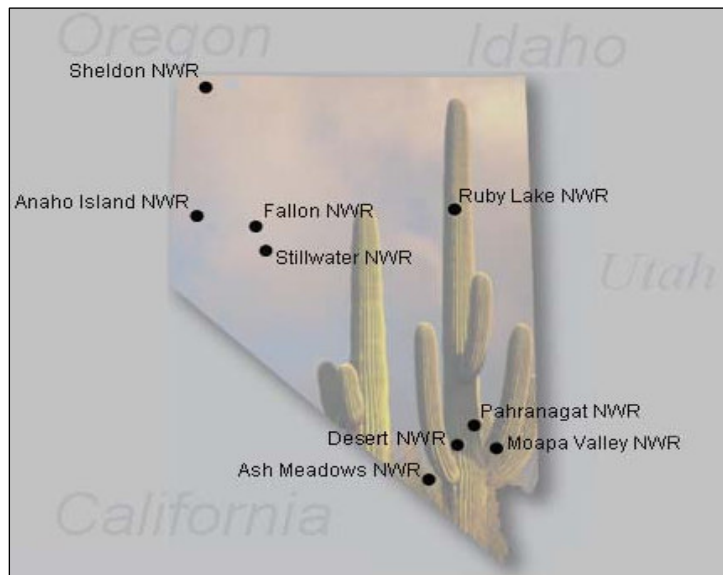 Oregon
Idaho
Sheldon NWR
Anaho Island NWR
Fallon NWR
Ruby Lake NWR
Stillwater NWR
Utah
Pahranagat NWR
Desert NWR
Moapa Valley NWR
Ash Meadows NWR
California